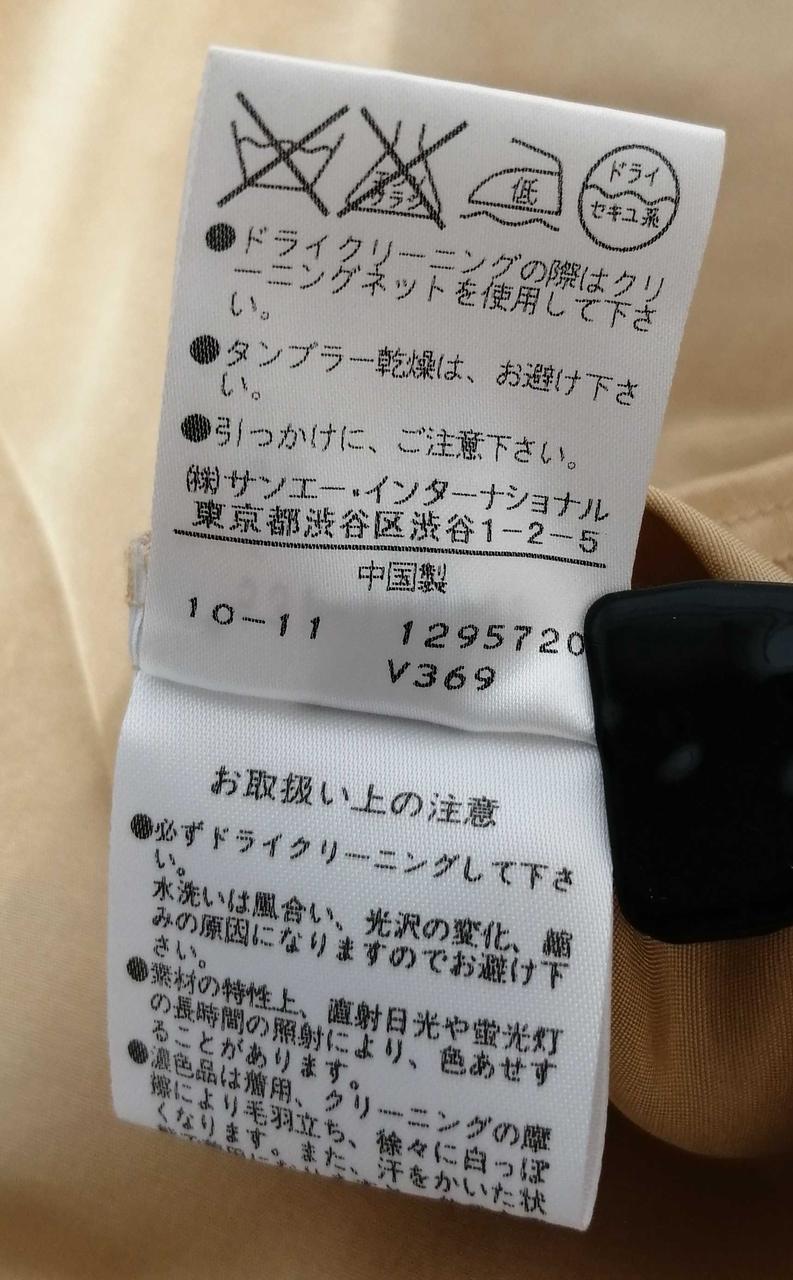 低
ドライ
セキユ系
●ドライクリーニングの際はクリ
ーニングネットを使用して下さ
い。
●タンブラー乾燥は、お避け下さ
い。
●引っかけに、ご注意下さい。
(株)サンエー・インターナショナル
東京都渋谷区渋谷1-2-5
中国製
10-11 1295720
V369
お取扱い上の注意
●必ずドライクリーニングして下さ
い。
水洗いは風合い、光沢の変化、縮
みの原因になりますのでお避け下
さい。
●素材の特性上、直射日光や蛍光灯
の長時間の照射により、色あせす
ることがあります。
●濃色品は着用、クリーニングの摩
擦により毛羽立ち、徐々に白っぽ
くなります。また、汗をかいた状